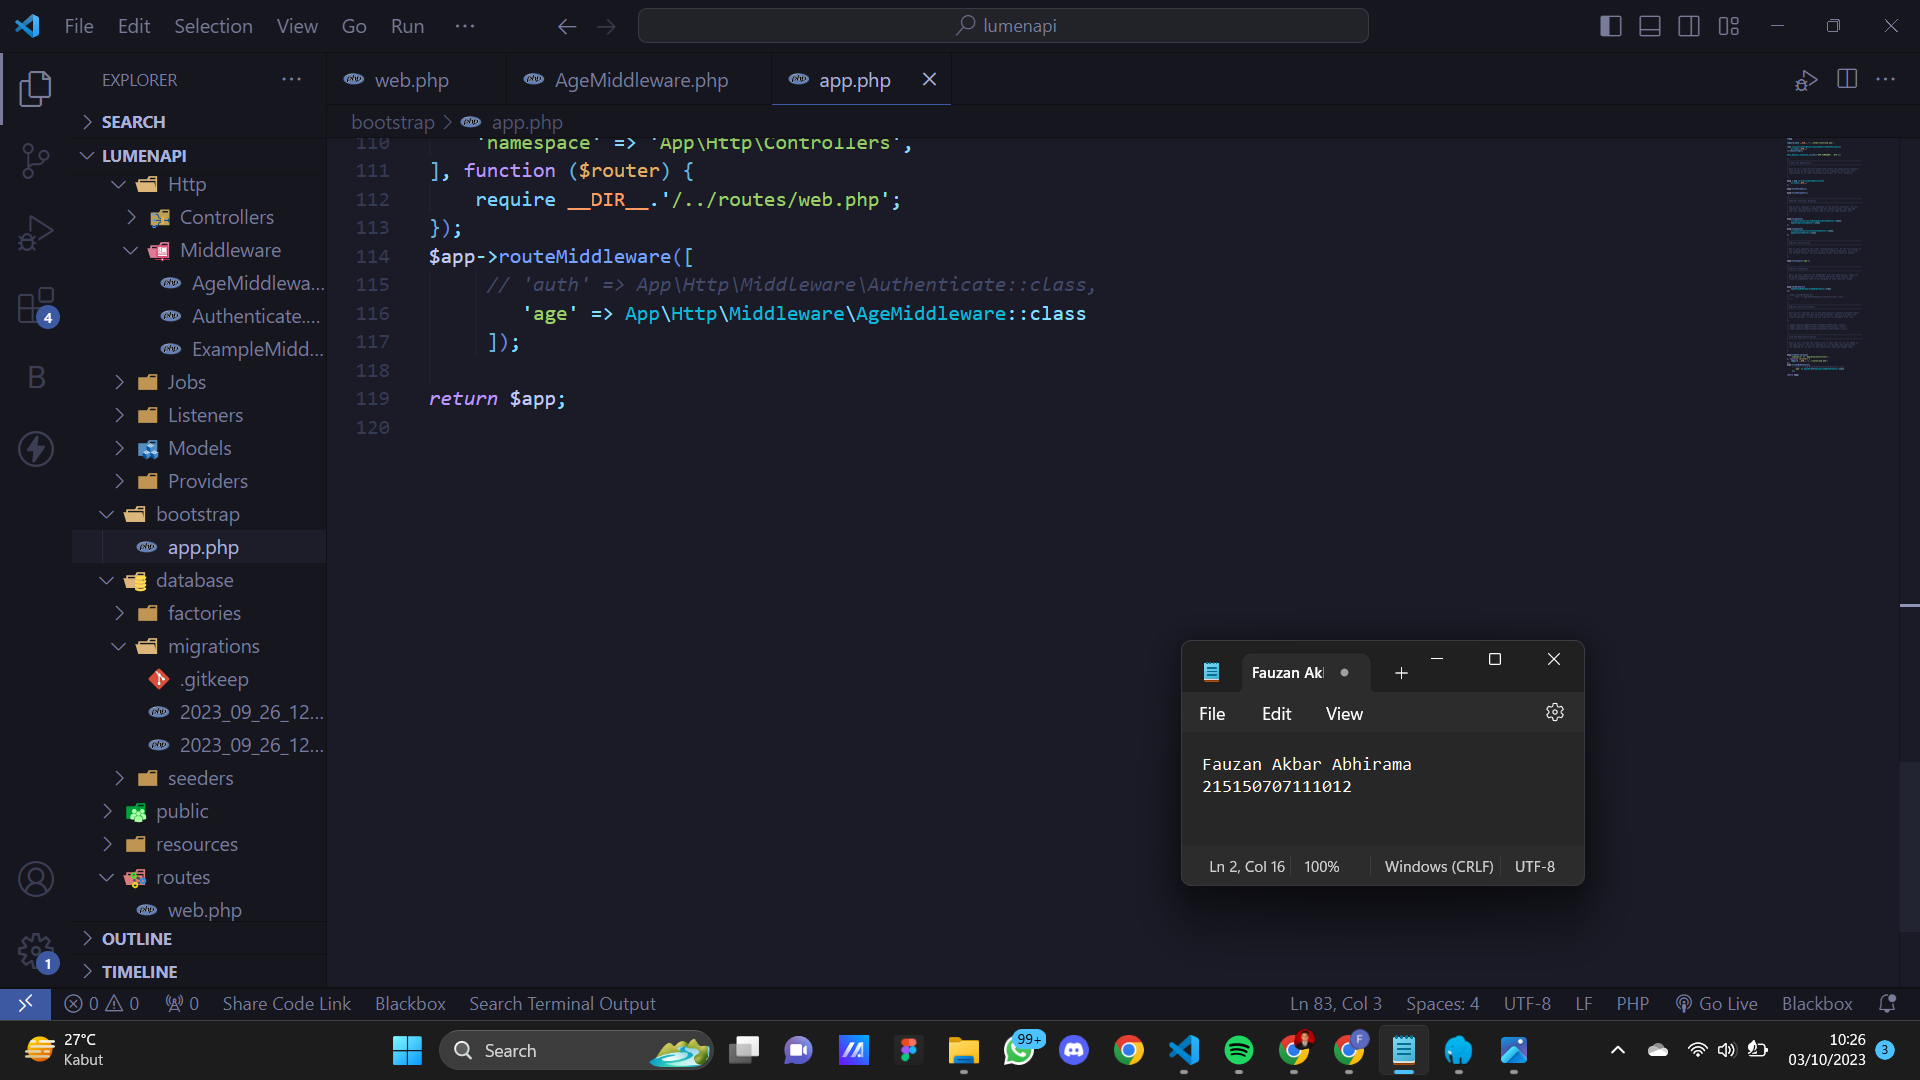 File Edit Selection View Go Run ···
lumenapi
EXPLORER
SEARCH
LUMENAPI
Http
Controllers
Middleware
AgeMiddlewa...
Authenticate....
ExampleMidd...
Jobs
Listeners
Models
Providers
bootstrap
app.php
database
factories
migrations
.gitkeep
2023_09_26_12...
2023_09_26_12...
seeders
public
resources
routes
web.php
OUTLINE
TIMELINE
4
B
1
web.php AgeMiddleware.php app.php
bootstrap > app.php
110 'namespace' => 'App\Http\Controllers',
111 ], function ($router) {
112 require __DIR__.'/../routes/web.php';
113 });
114 $app->routeMiddleware([
115 // 'auth' => App\Http\Middleware\Authenticate::class,
116 'age' => App\Http\Middleware\AgeMiddleware::class
117 ]);
118
119 return $app;
120
Fauzan Ak
File Edit View
Fauzan Akbar Abhirama
215150707111012
Ln 2, Col 16 100% Windows (CRLF) UTF-8
0 0 0 Share Code Link Blackbox Search Terminal Output
Ln 83, Col 3 Spaces: 4 UTF-8 LF PHP Go Live Blackbox
27°C
Kabut
Search
99+
F
10:26
03/10/2023
3